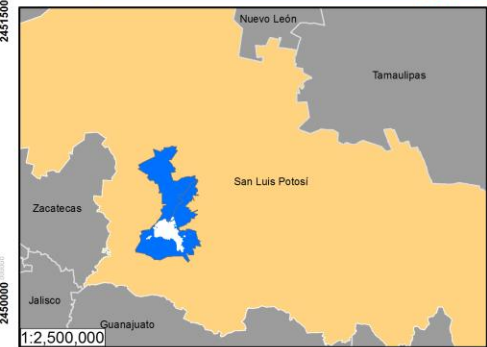 2451500
Nuevo León
Tamaulipas
San Luis Potosí
Zacatecas
2450000
Jalisco
Guanajuato
1:2,500,000